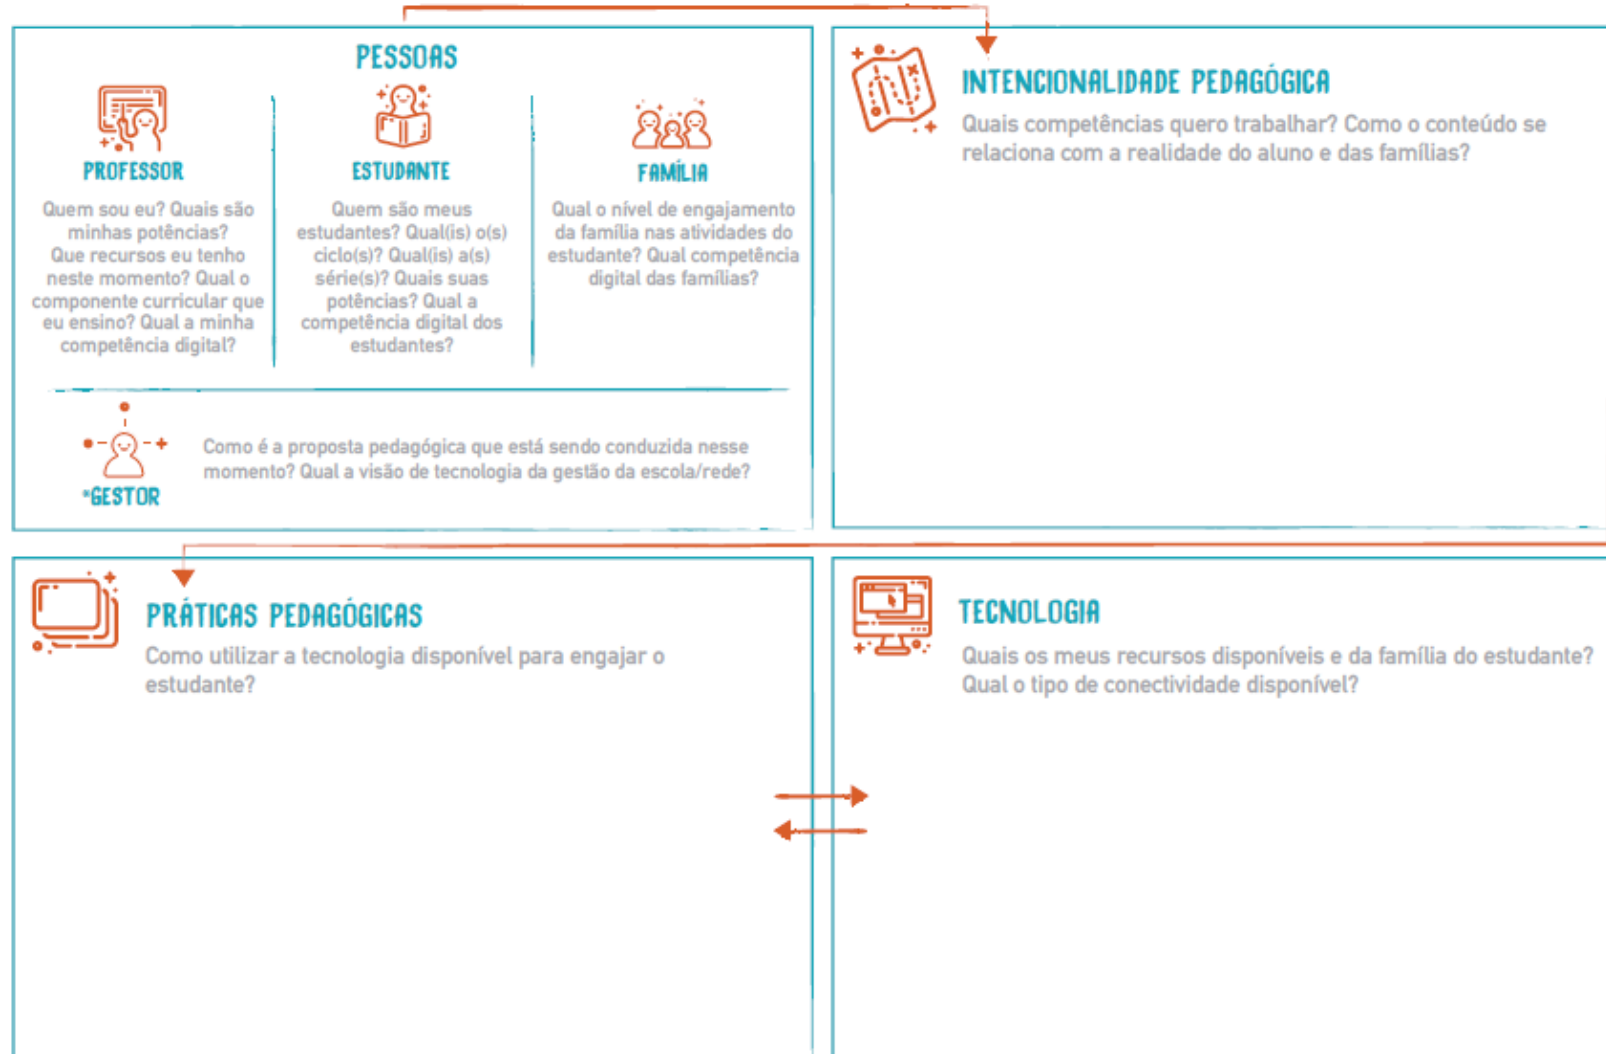 PESSOAS
PROFESSOR
Quem sou eu? Quais são
minhas potências?
Que recursos eu tenho
neste momento? Qual o
componente curricular que
eu ensino? Qual a minha
competência digital?
ESTUDANTE
Quem são meus
estudantes? Qual(is) o(s)
ciclo(s)? Qual(is) a(s)
série(s)? Quais suas
potências? Qual a
competência digital dos
estudantes?
FAMÍLIA
Qual o nível de engajamento
da família nas atividades do
estudante? Qual competência
digital das famílias?
*GESTOR
Como é a proposta pedagógica que está sendo conduzida nesse
momento? Qual a visão de tecnologia da gestão da escola/rede?
INTENCIONALIDADE PEDAGÓGICA
Quais competências quero trabalhar? Como o conteúdo se
relaciona com a realidade do aluno e das famílias?
PRÁTICAS PEDAGÓGICAS
Como utilizar a tecnologia disponível para engajar o
estudante?
TECNOLOGIA
Quais os meus recursos disponíveis e da família do estudante?
Qual o tipo de conectividade disponível?